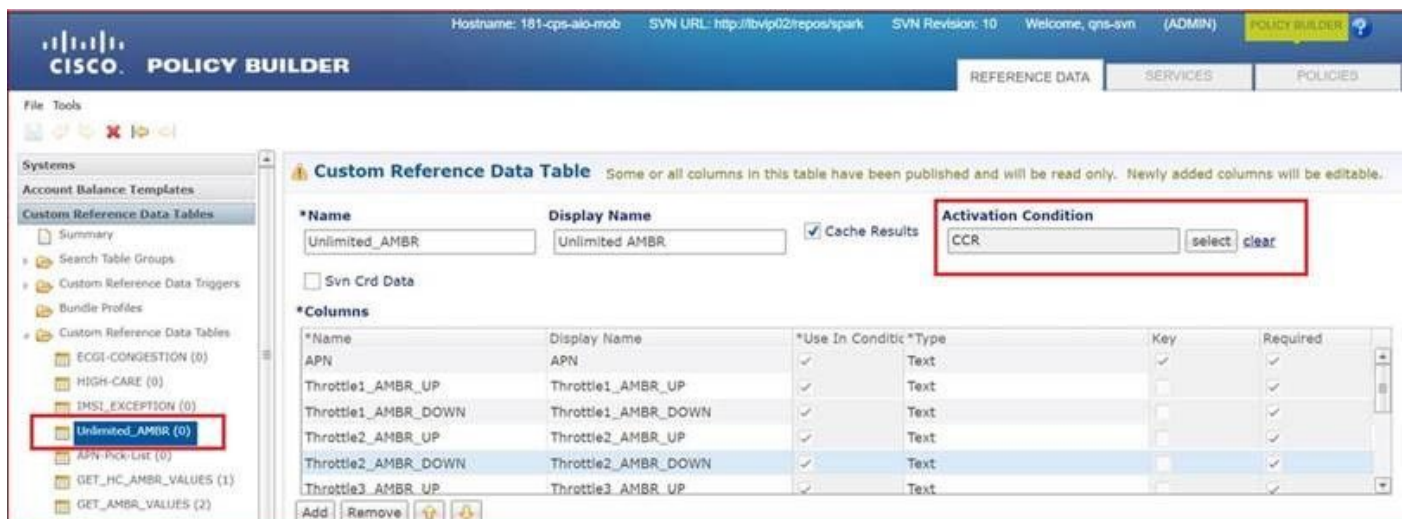 Hostname: 181-cps-aio-mob SVN URL: http://lbvip02/repos/spark SVN Revision: 10 Welcome, qns-svn (ADMIN) POLICY BUILDER ?
CISCO. POLICY BUILDER
REFERENCE DATA SERVICES POLICIES
File Tools
Systems
Account Balance Templates
Custom Reference Data Tables
Summary
Search Table Groups
Custom Reference Data Triggers
Bundle Profiles
Custom Reference Data Tables
ECGI-CONGESTION (0)
HIGH-CARE (0)
IMSI_EXCEPTION (0)
Unlimited_AMBR (0)
APN-Pick-List (0)
GET_HC_AMBR_VALUES (1)
GET_AMBR_VALUES (2)
Custom Reference Data Table Some or all columns in this table have been published and will be read only. Newly added columns will be editable.
*Name Display Name Activation Condition
Unlimited_AMBR Unlimited AMBR Cache Results CCR select clear
Svn Crd Data
*Columns
*Name Display Name *Use In Conditic *Type Key Required
APN APN Text
Throttle1_AMBR_UP Throttle1_AMBR_UP Text
Throttle1_AMBR_DOWN Throttle1_AMBR_DOWN Text
Throttle2_AMBR_UP Throttle2_AMBR_UP Text
Throttle2_AMBR_DOWN Throttle2_AMBR_DOWN Text
Throttle3_AMBR_UP Throttle3_AMBR_UP Text
Add Remove